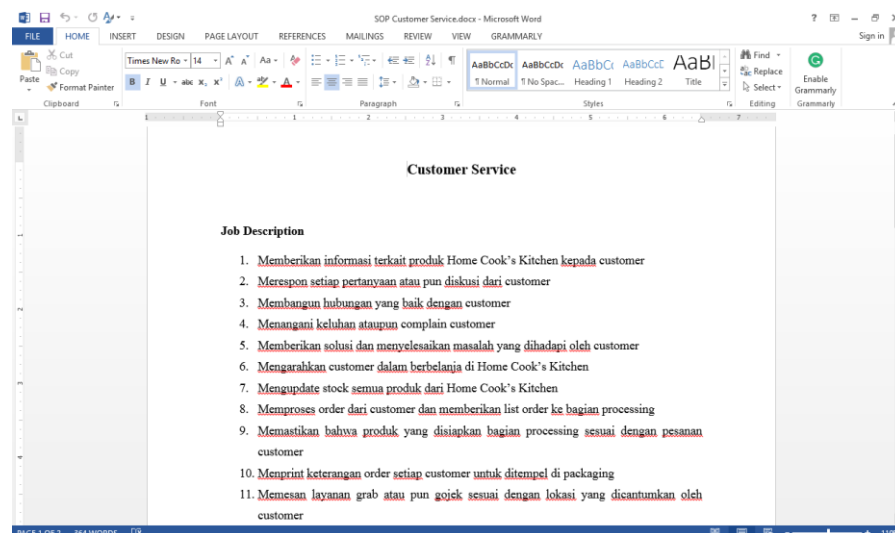 SOP Customer Service.docx - Microsoft Word
FILE HOME INSERT DESIGN PAGE LAYOUT REFERENCES MAILINGS REVIEW VIEW GRAMMARLY Sign in
Cut
Copy
Format Painter
Paste
Times New Ro 14
AaBbCcDc AaBbCcDc AaBbCc AaBbCcE AaBl
¶ Normal ¶ No Spac... Heading 1 Heading 2 Title
Find
Replace
Select
Enable
Grammarly
Clipboard Font Paragraph Styles Editing Grammarly
Customer Service
Job Description
1. Memberikan informasi terkait produk Home Cook's Kitchen kepada customer
2. Merespon setiap pertanyaan atau pun diskusi dari customer
3. Membangun hubungan yang baik dengan customer
4. Menangani keluhan ataupun complain customer
5. Memberikan solusi dan menyelesaikan masalah yang dihadapi oleh customer
6. Mengarahkan customer dalam berbelanja di Home Cook's Kitchen
7. Mengupdate stock semua produk dari Home Cook's Kitchen
8. Memproses order dari customer dan memberikan list order ke bagian processing
9. Memastikan bahwa produk yang disiapkan bagian processing sesuai dengan pesanan
customer
10. Menprint keterangan order setiap customer untuk ditempel di packaging
11. Memesan layanan grab atau pun gojek sesuai dengan lokasi yang dicantumkan oleh
customer
PAGE 1 OF 2 364 WORDS